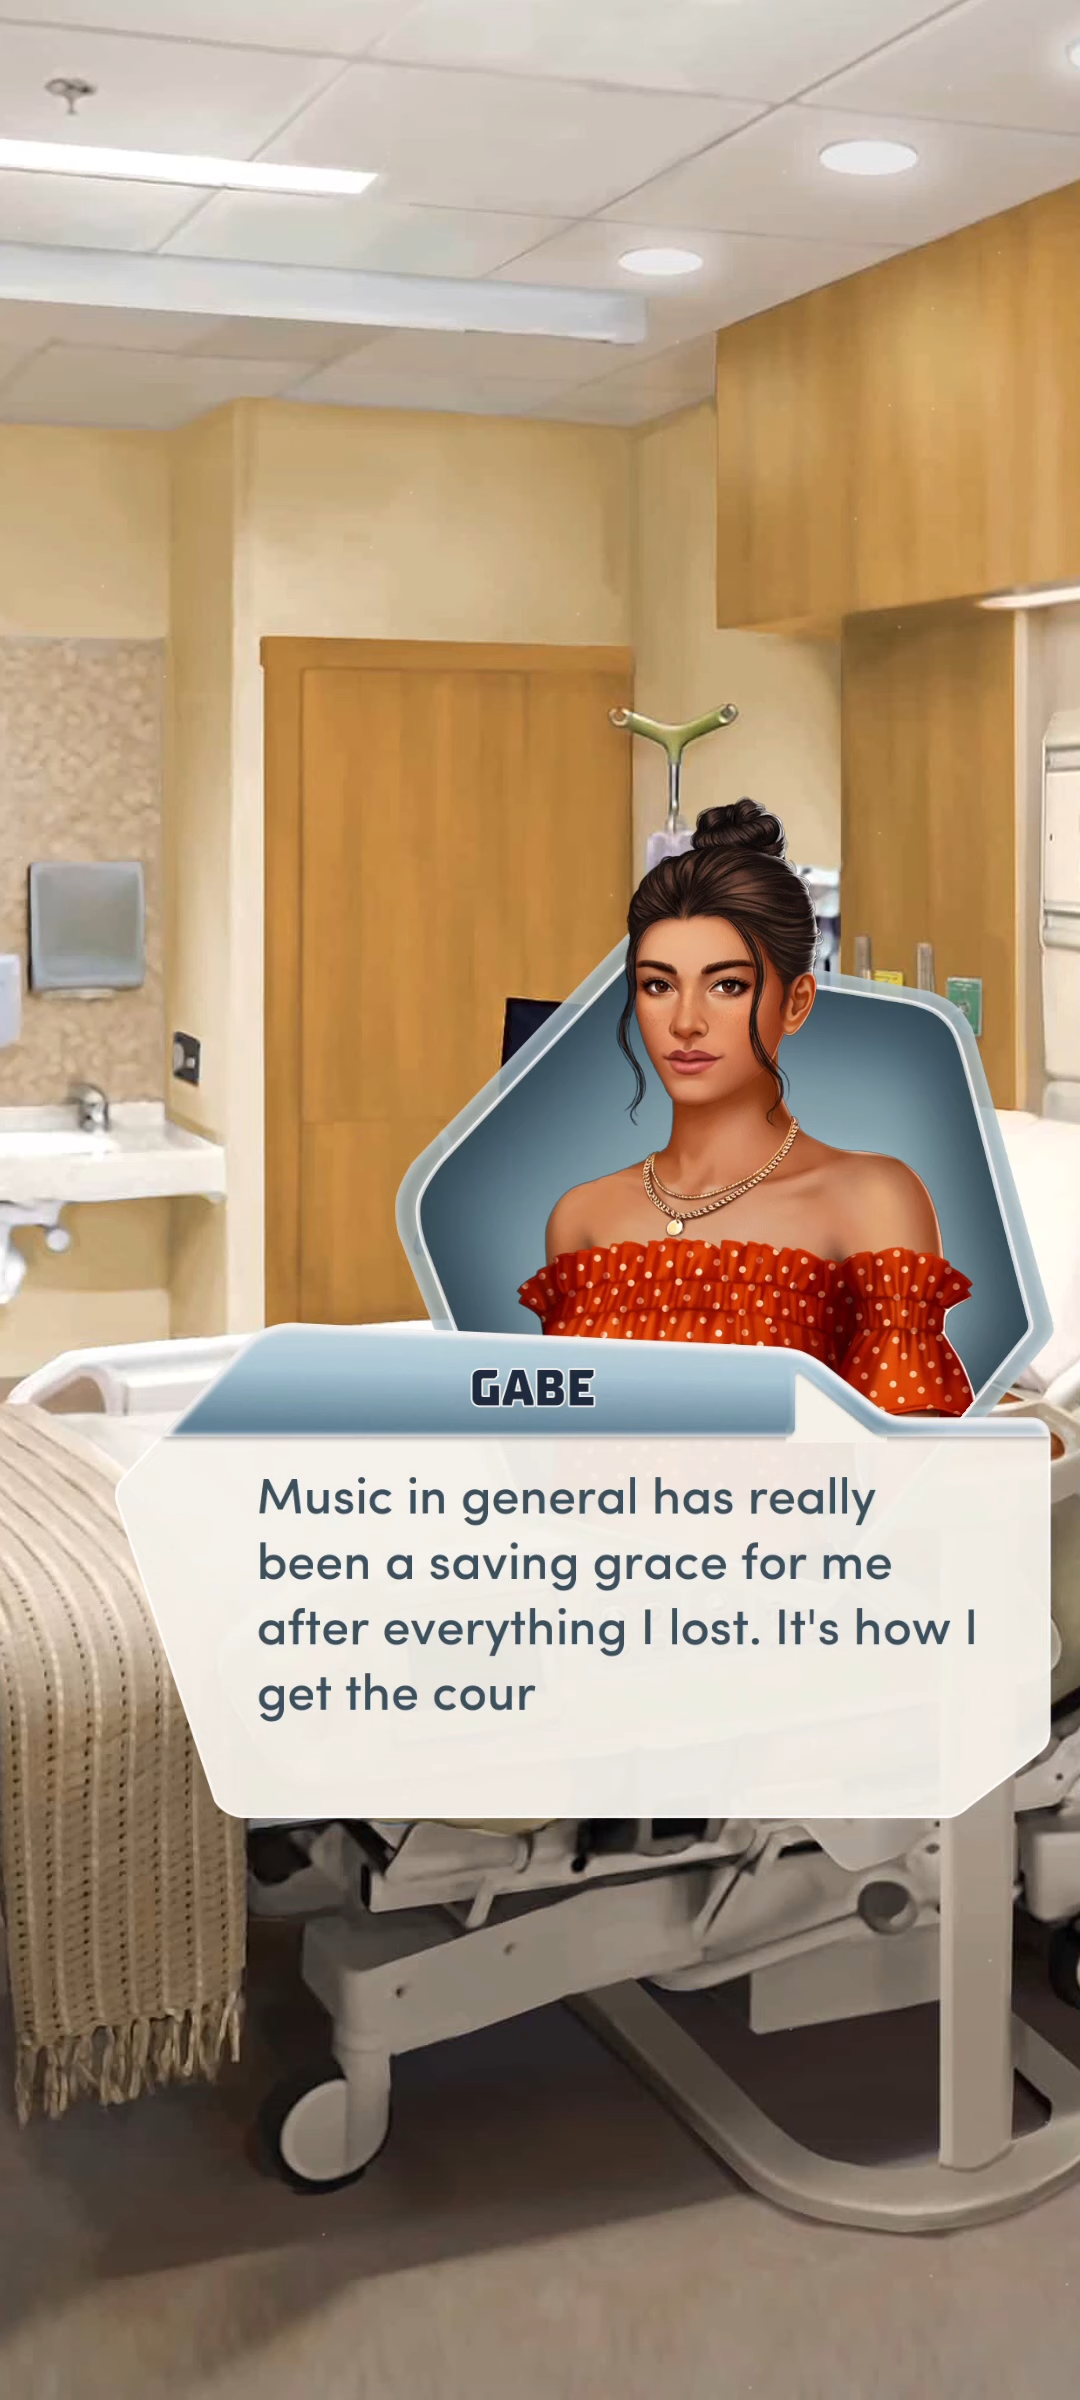 GABE
Music in general has really
been a saving grace for me
after everything I lost. It's how I
get the cour